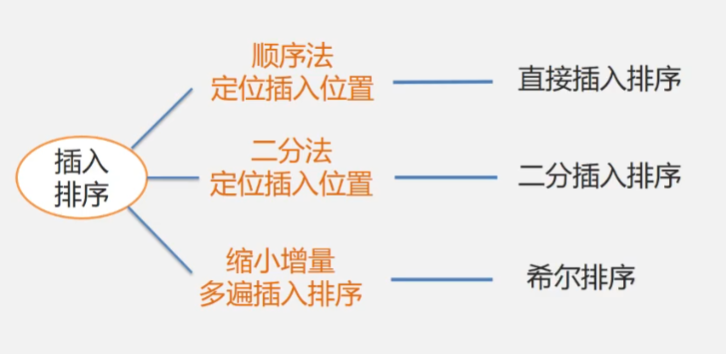 插入
排序
顺序法
定位插入位置
直接插入排序
二分法
定位插入位置
二分插入排序
缩小增量
多遍插入排序
希尔排序